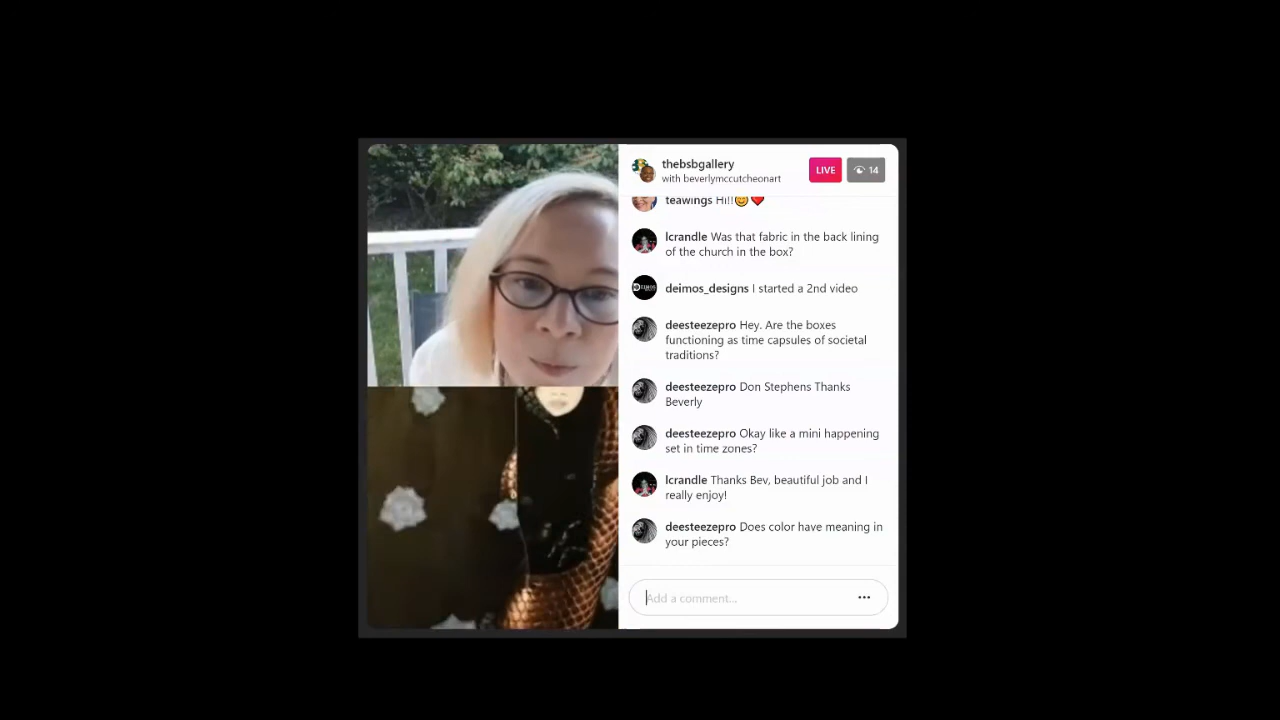 thebsbgallery
with beverlymccutcheonart
LIVE
14
teawings Hi!!😊❤️
lcrandle Was that fabric in the back lining
of the church in the box?
deimos_designs I started a 2nd video
deesteezepro Hey. Are the boxes
functioning as time capsules of societal
traditions?
deesteezepro Don Stephens Thanks
Beverly
deesteezepro Okay like a mini happening
set in time zones?
lcrandle Thanks Bev, beautiful job and I
really enjoy!
deesteezepro Does color have meaning in
your pieces?
Add a comment...